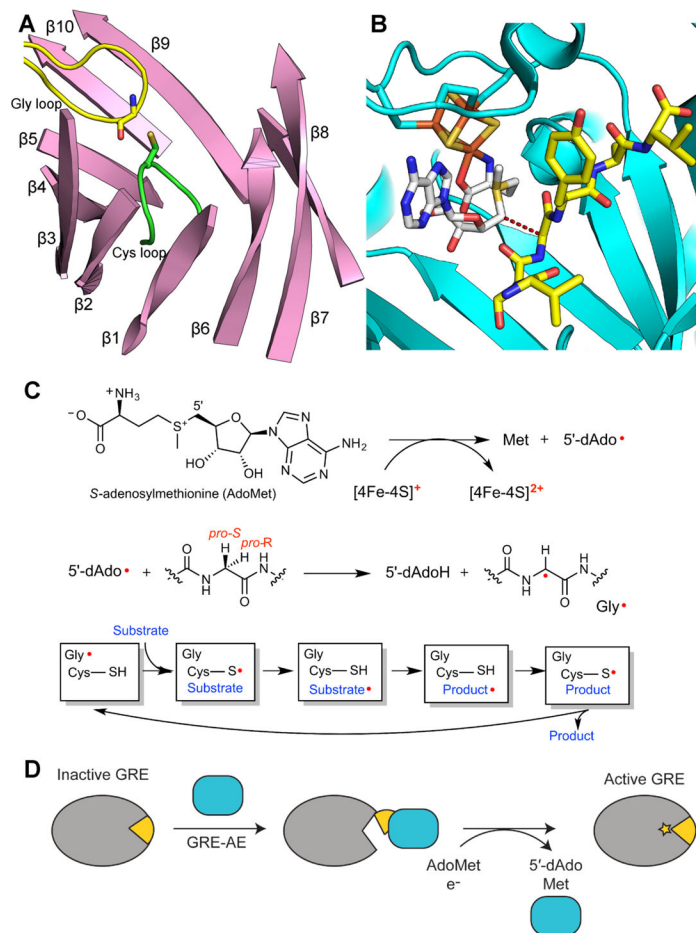 A
β10
β9
Gly loop
β8
β5
β4
Cys loop
β3
β2
β1
β6
β7
B
C
+NH3
5'
−O
O
S+
O
N
N
N
N
NH2
HO
OH
S-adenosylmethionine (AdoMet)
Met + 5'-dAdo•
[4Fe-4S]+
[4Fe-4S]2+
pro-S
pro-R
H
H
O
H
N
N
H
O
5'-dAdo• +
5'-dAdoH +
O
H
H
N
N
H
O
Gly•
Substrate
Gly•
Cys—SH
Gly
Cys—S•
Substrate
Gly
Cys—SH
Substrate•
Gly
Cys—SH
Product•
Gly
Cys—S•
Product
Product
D
Inactive GRE
GRE-AE
AdoMet
e-
5'-dAdo
Met
Active GRE